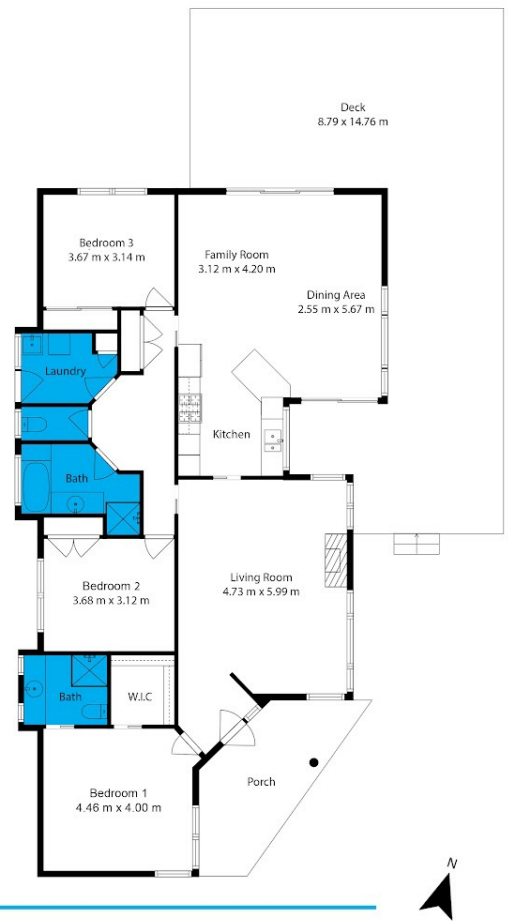 Deck
8.79 x 14.76 m
Bedroom 3
3.67 m x 3.14 m
Family Room
3.12 m x 4.20 m
Dining Area
2.55 m x 5.67 m
Laundry
Kitchen
Bath
Living Room
4.73 m x 5.99 m
Bedroom 2
3.68 m x 3.12 m
Bath
W.I.C
Porch
Bedroom 1
4.46 m x 4.00 m
N